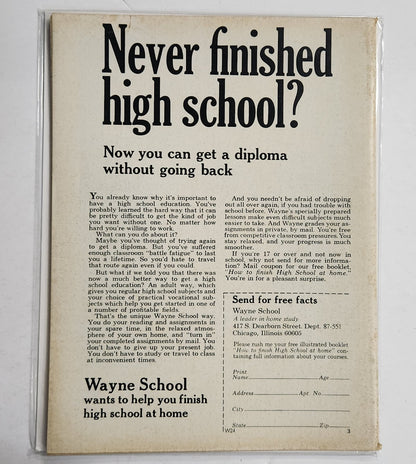 Never finished
high school?
Now you can get a diploma
without going back
You already know why it's important to
have a high school education. You've
probably learned the hard way that it can
be pretty difficult to get the kind of job
you want without one. No matter how
hard you're willing to work.
What can you do about it?
Maybe you've thought of trying again
to get a diploma. But you've suffered
enough classroom "battle fatigue" to last
you a lifetime. So you'd hate to travel
that route again even if you could.
But what if we told you that there was
now a much better way to get a high
school education? An adult way, which
gives you regular high school subjects and
your choice of practical vocational sub-
jects which help you get started in one of
a number of profitable fields.
That's the unique Wayne School way.
You do your reading and assignments in
your spare time, in the relaxed atmos-
phere of your own home, and "turn in"
your completed assignments by mail. You
don't have to give up your present job.
You don't have to study or travel to class
at inconvenient times.
Wayne School
wants to help you finish
high school at home
And you needn't be afraid of dropping
out all over again, if you had trouble with
school before. Wayne's specially prepared
lessons make even difficult subjects much
easier to take. And Wayne grades your as-
signments in private, by mail. You're free
from competitive classroom pressures. You
stay relaxed, and your progress is much
smoother.
If you're 17 or over and not now in
school, why not send for more informa-
tion? Mail coupon for our free booklet,
"How to finish High School at home."
You're in for a pleasant surprise.
Send for free facts
Wayne School
A leader in home study
417 S. Dearborn Street. Dept. 87-551
Chicago, Illinois 60605
Please rush me your free illustrated booklet
"How to finish High School at home" con-
taining full information about your courses.
Print
Name Age
Address Apt. No.
City
State Zip
W24 3